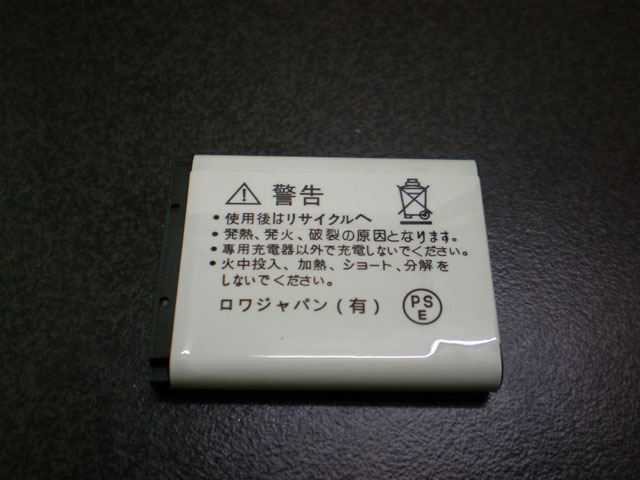 警告
・使用後はリサイクルへ
・発熱、発火、破裂の原因となります。
・専用充電器以外で充電しないでください。
・火中投入、加熱、ショート、分解を
しないでください。
ロワジャパン(有)
PS
E